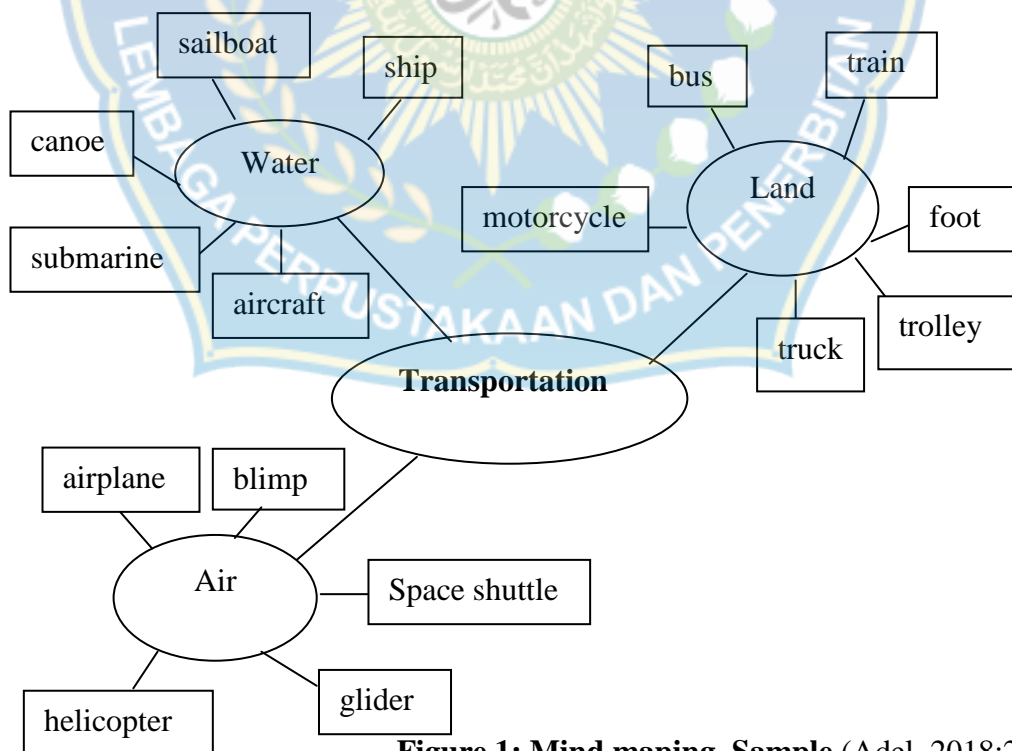 sailboat
ship
bus
train
canoe
Water
Land
motorcycle
foot
submarine
aircraft
trolley
truck
Transportation
airplane
blimp
Air
Space shuttle
helicopter
glider
LEMBAGA PERPUSTAKAAN DAN PENERBITAN
Figure 1: Mind maping Sample (Adel, 2018:2